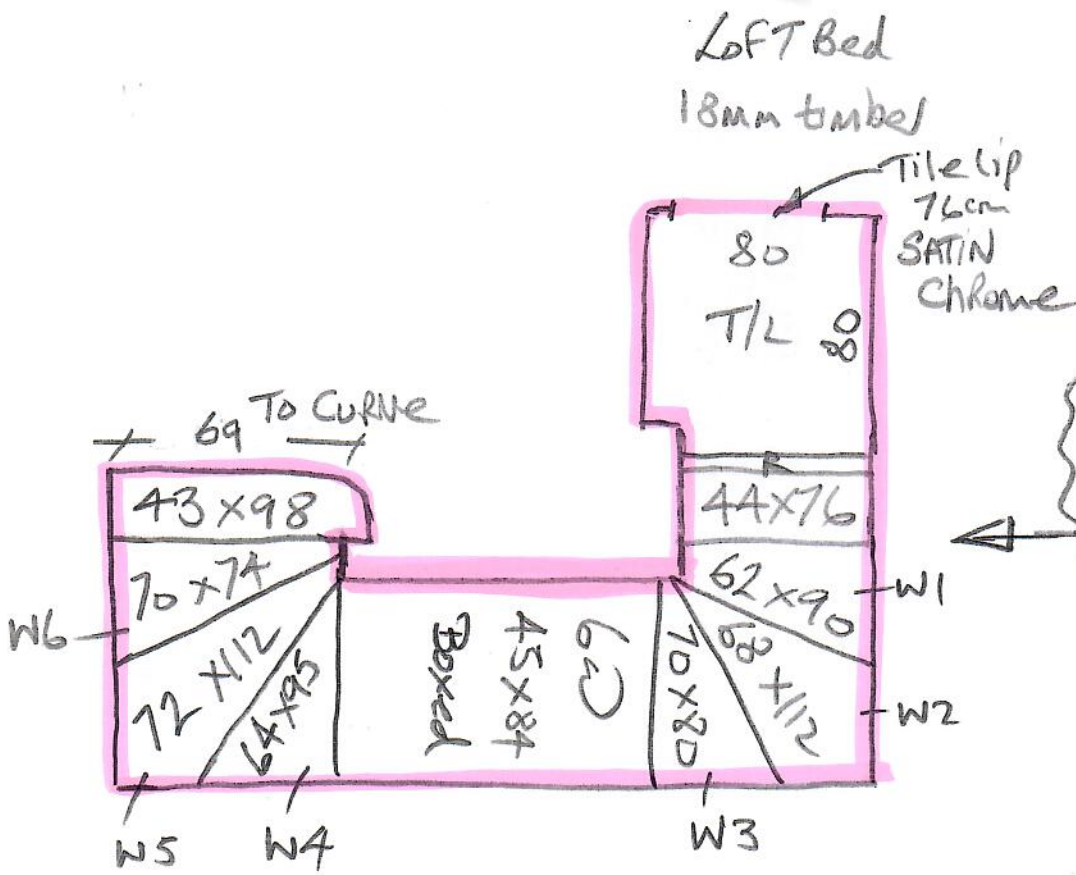 LOFT Bed
18mm timber
Tile lip
76cm
SATIN
Chrome
80
T/L
80
69 To CURVE
43x98
44x76
70x74
62x90
W1
W6
72x112
64x95
Boxed
45x84
70x80
68x112
W2
W3
W5
W4